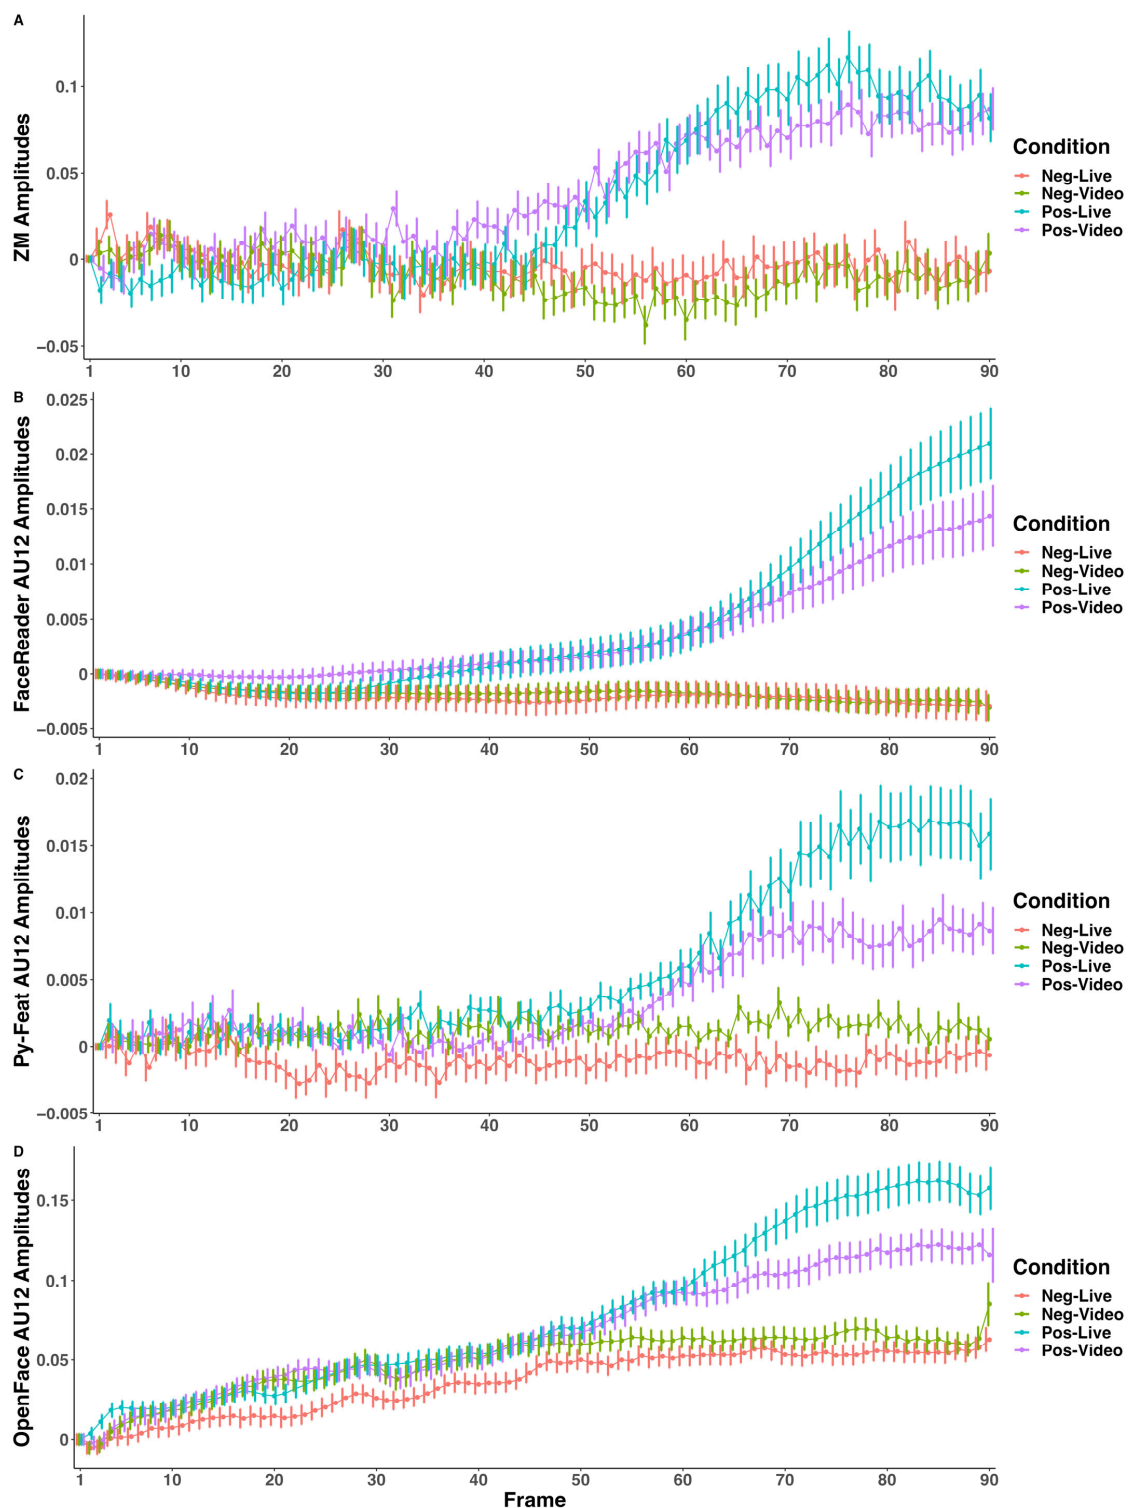 A
ZM Amplitudes
0.1
0.05
0
−0.05
1 10 20 30 40 50 60 70 80 90
Condition
Neg-Live
Neg-Video
Pos-Live
Pos-Video
B
FaceReader AU12 Amplitudes
0.025
0.02
0.015
0.01
0.005
0
−0.005
1 10 20 30 40 50 60 70 80 90
Condition
Neg-Live
Neg-Video
Pos-Live
Pos-Video
C
Py-Feat AU12 Amplitudes
0.02
0.015
0.01
0.005
0
−0.005
1 10 20 30 40 50 60 70 80 90
Condition
Neg-Live
Neg-Video
Pos-Live
Pos-Video
D
OpenFace AU12 Amplitudes
0.15
0.1
0.05
0
1 10 20 30 40 50 60 70 80 90
Frame
Condition
Neg-Live
Neg-Video
Pos-Live
Pos-Video